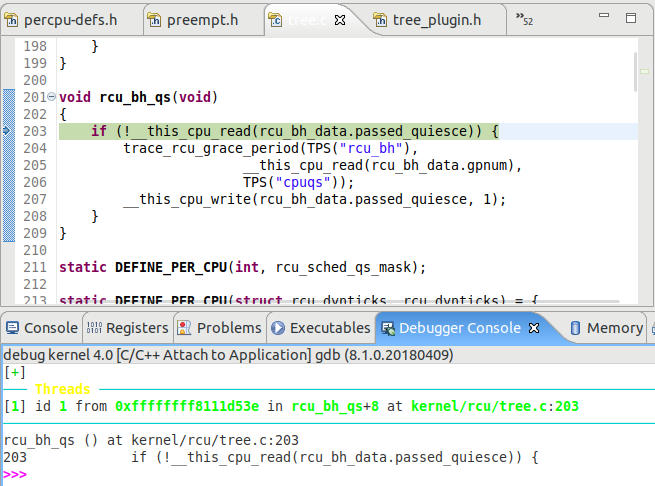 percpu-defs.h preempt.h tree.c tree_plugin.h »52
198 }
199 }
200
201 void rcu_bh_qs(void)
202 {
203 if (!__this_cpu_read(rcu_bh_data.passed_quiesce)) {
204 trace_rcu_grace_period(TPS("rcu_bh"),
205 __this_cpu_read(rcu_bh_data.gpnum),
206 TPS("cpuqs"));
207 __this_cpu_write(rcu_bh_data.passed_quiesce, 1);
208 }
209 }
210
211 static DEFINE_PER_CPU(int, rcu_sched_qs_mask);
212
213 static DEFINE_PER_CPU(struct rcu_dynticks, rcu_dynticks) = {
Console Registers Problems Executables Debugger Console Memory
debug kernel 4.0 [C/C++ Attach to Application] gdb (8.1.0.20180409)
[+]
Threads
[1] id 1 from 0xffffffff8111d53e in rcu_bh_qs+8 at kernel/rcu/tree.c:203
rcu_bh_qs () at kernel/rcu/tree.c:203
203 if (!__this_cpu_read(rcu_bh_data.passed_quiesce)) {
>>>